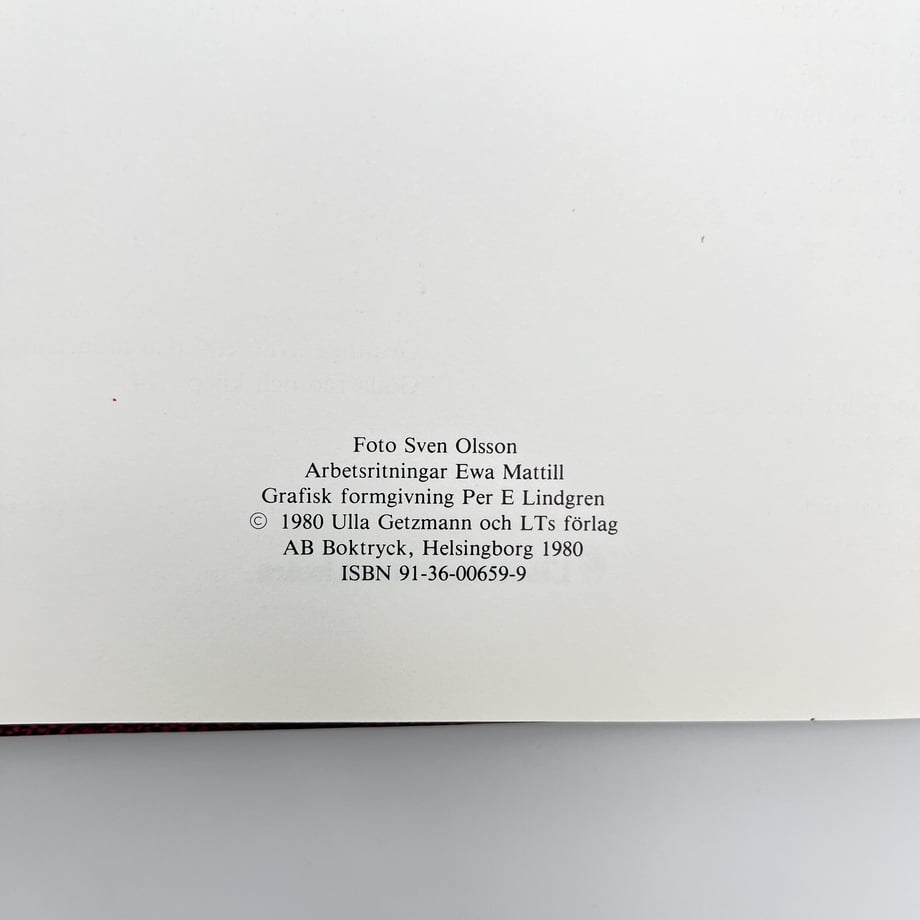 Foto Sven Olsson
Arbetsritningar Ewa Mattill
Grafisk formgivning Per E Lindgren
© 1980 Ulla Getzmann och LTs förlag
AB Boktryck, Helsingborg 1980
ISBN 91-36-00659-9